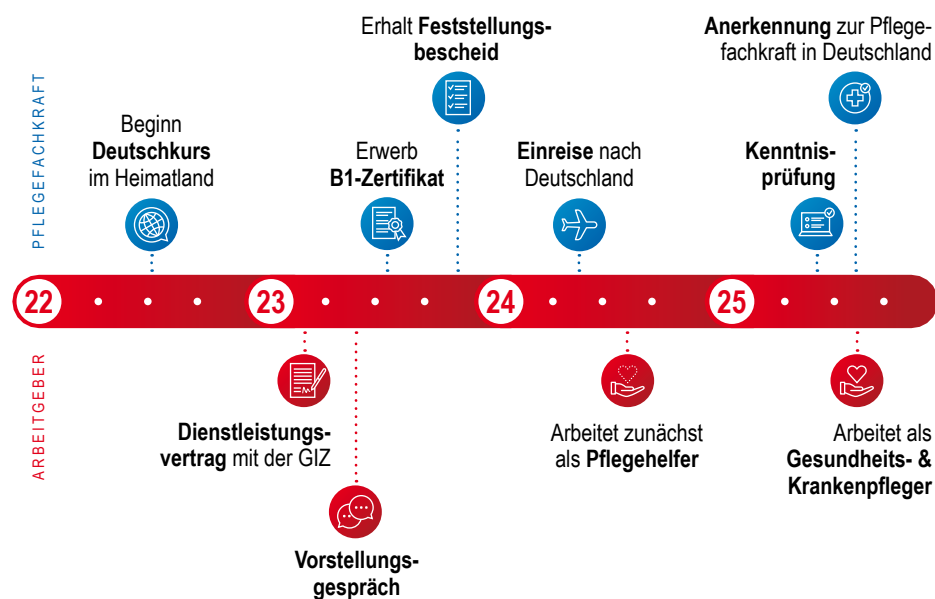 PFLEGEFACHKRAFT
Beginn
Deutschkurs
im Heimatland
Erwerb
B1-Zertifikat
Erhalt Feststellungs-
bescheid
Einreise nach
Deutschland
Kenntnis-
prüfung
Anerkennung zur Pflege-
fachkraft in Deutschland
22
23
24
25
ARBEITGEBER
Dienstleistungs-
vertrag mit der GIZ
Vorstellungs-
gespräch
Arbeitet zunächst
als Pflegehelfer
Arbeitet als
Gesundheits- &
Krankenpfleger